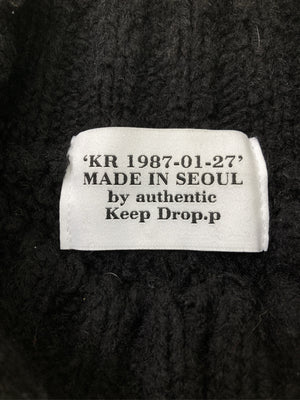 ‘KR 1987-01-27’
MADE IN SEOUL
by authentic
Keep Drop.p